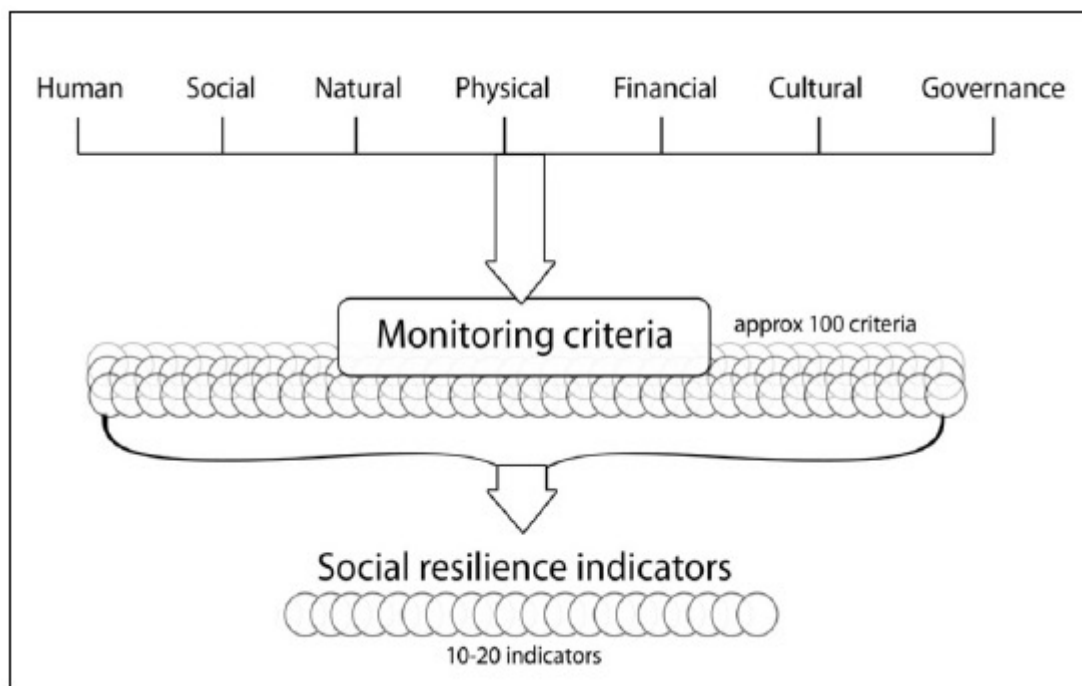 Human Social Natural Physical Financial Cultural Governance
Monitoring criteria
approx 100 criteria
Social resilience indicators
10-20 indicators